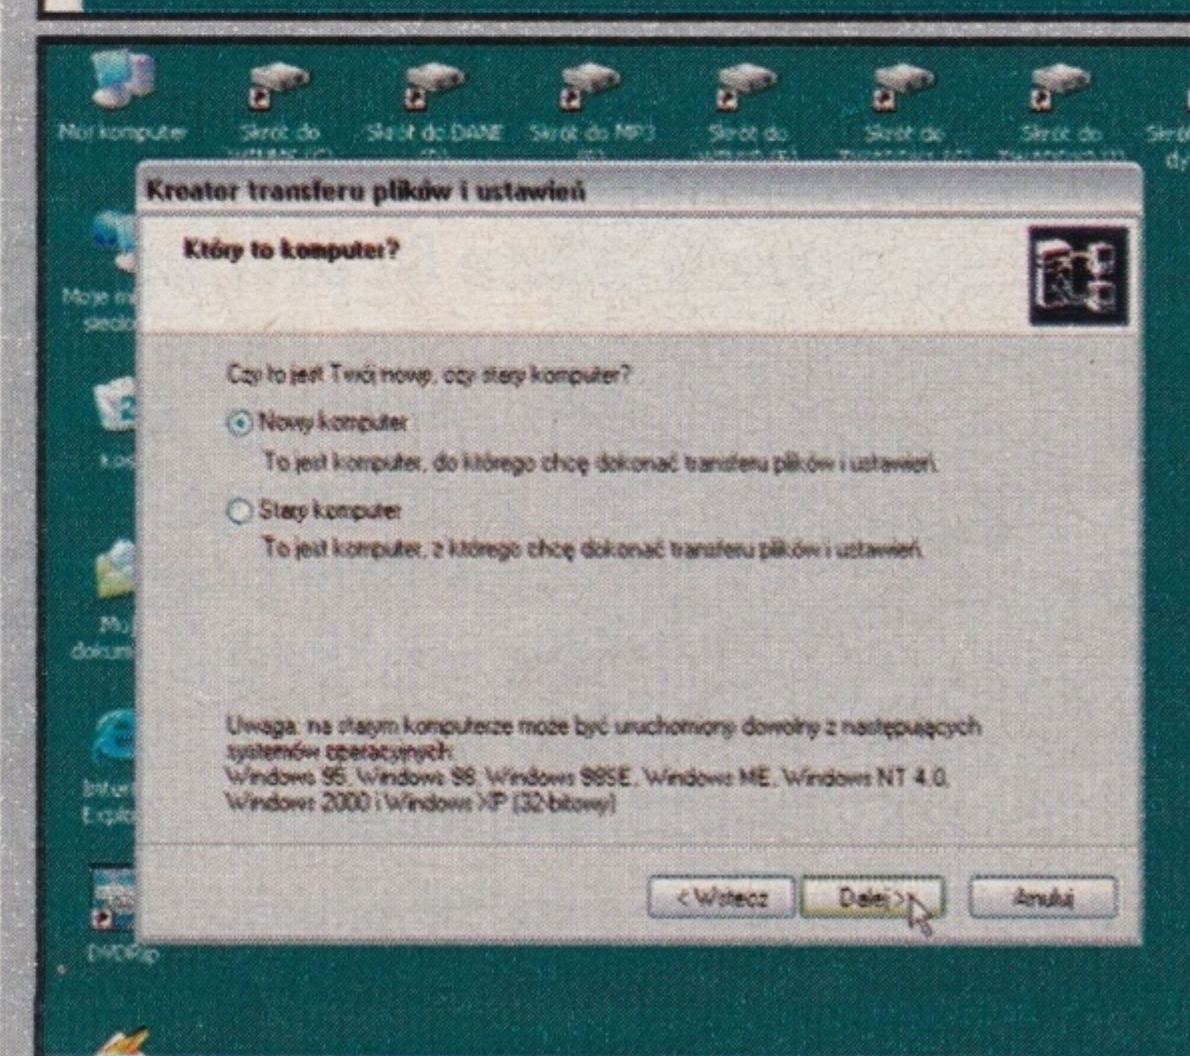 Mój komputer
Skrót do
Skrót do DANE
Skrót do MP3
Skrót do
Skrót do
Skrót do
Kreator transferu plików i ustawień
Który to komputer?
Moje
Czy to jest Twój nowy, czy stary komputer?
Nowy komputer
To jest komputer, do którego chcę dokonać transferu plików i ustawień.
Stary komputer
To jest komputer, z którego chcę dokonać transferu plików i ustawień.
Uwaga: na starym komputerze może być uruchomiony dowolny z następujących
systemów operacyjnych:
Windows 95, Windows 98, Windows 98SE, Windows ME, Windows NT 4.0,
Windows 2000 i Windows XP (32-bitowy)
< Wstecz
Dalej >
Anuluj
DVDRip